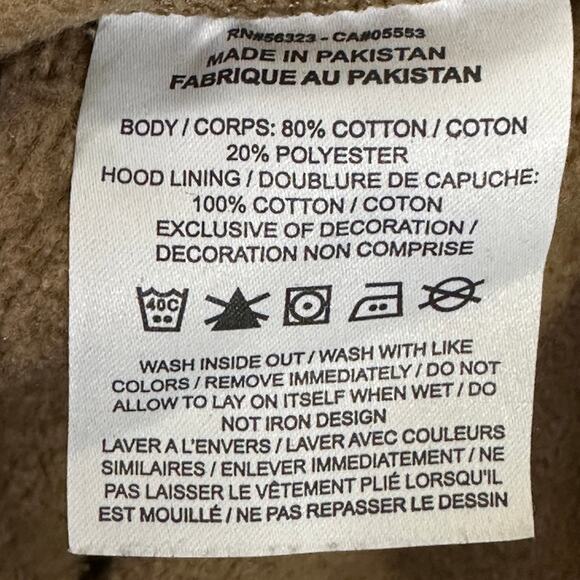 RN#56323 - CA#05553
MADE IN PAKISTAN
FABRIQUE AU PAKISTAN
BODY / CORPS: 80% COTTON / COTON
20% POLYESTER
HOOD LINING / DOUBLURE DE CAPUCHE:
100% COTTON / COTON
EXCLUSIVE OF DECORATION /
DECORATION NON COMPRISE
40C
WASH INSIDE OUT / WASH WITH LIKE
COLORS / REMOVE IMMEDIATELY / DO NOT
ALLOW TO LAY ON ITSELF WHEN WET / DO
NOT IRON DESIGN
LAVER A L'ENVERS / LAVER AVEC COULEURS
SIMILAIRES / ENLEVER IMMEDIATEMENT / NE
PAS LAISSER LE VÊTEMENT PLIÉ LORSQU'IL
EST MOUILLÉ / NE PAS REPASSER LE DESSIN